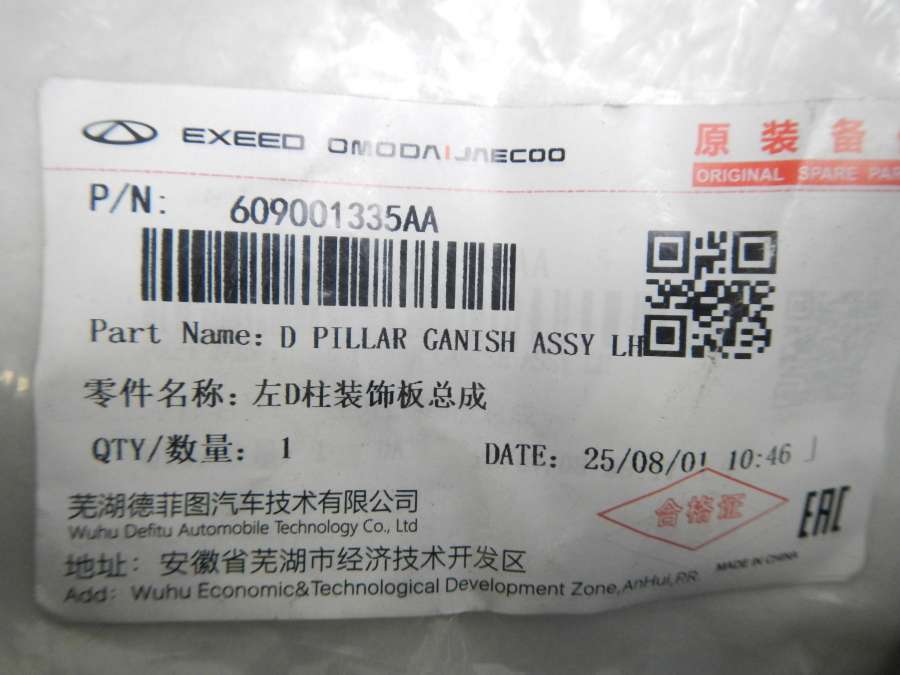 EXEED OMODA|JAECOO
原装备
ORIGINAL SPARE PAR
P/N: 609001335AA
Part Name: D PILLAR GANISH ASSY LH
零件名称: 左D柱装饰板总成
QTY/数量: 1 DATE: 25/08/01 10:46
芜湖德菲图汽车技术有限公司
Wuhu Defitu Automobile Technology Co., Ltd
合格证
EAC
地址: 安徽省芜湖市经济技术开发区
MADE IN CHINA
Add: Wuhu Economic&Technological Development Zone,AnHui,RR.